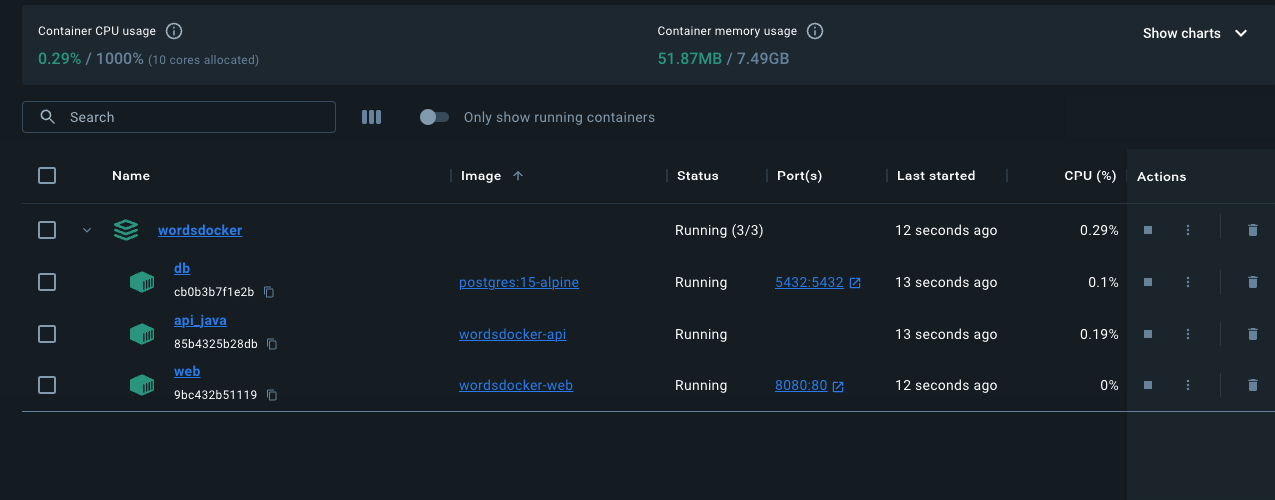 Container CPU usage
0.29% / 1000% (10 cores allocated)
Container memory usage
51.87MB / 7.49GB
Show charts
Search
Only show running containers
Name Image Status Port(s) Last started CPU (%) Actions
wordsdocker Running (3/3) 12 seconds ago 0.29%
db
cb0b3b7f1e2b postgres:15-alpine Running 5432:5432 13 seconds ago 0.1%
api_java
85b4325b28db wordsdocker-api Running 13 seconds ago 0.19%
web
9bc432b51119 wordsdocker-web Running 8080:80 12 seconds ago 0%